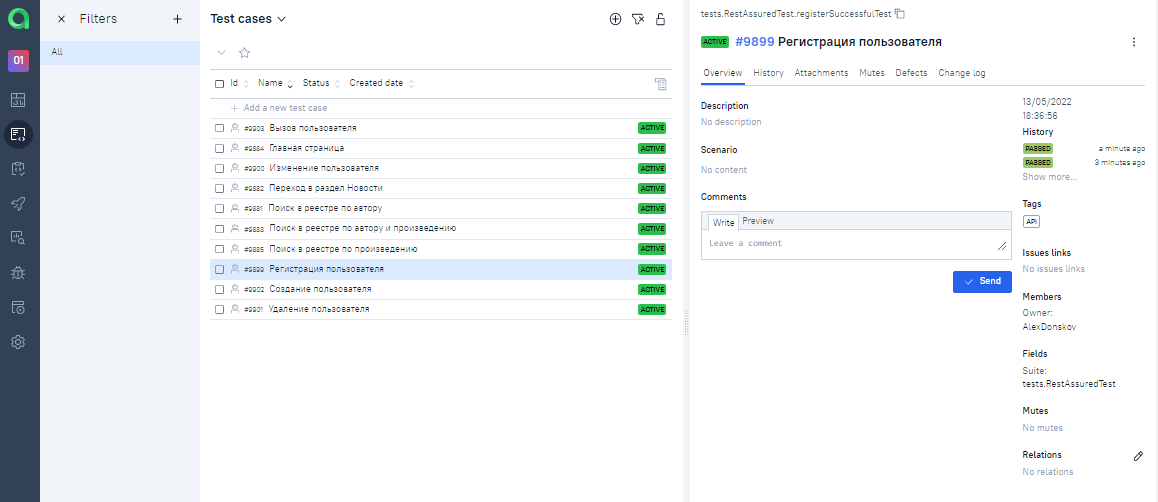 Filters
+
01
All
Test cases
Id Name Status Created date
+ Add a new test case
#9903 Вызов пользователя ACTIVE
#9884 Главная страница ACTIVE
#9900 Изменение пользователя ACTIVE
#9882 Переход в раздел Новости ACTIVE
#9881 Поиск в реестре по автору ACTIVE
#9883 Поиск в реестре по автору и произведению ACTIVE
#9885 Поиск в реестре по произведению ACTIVE
#9899 Регистрация пользователя ACTIVE
#9902 Создание пользователя ACTIVE
#9901 Удаление пользователя ACTIVE
tests.RestAssuredTest.registerSuccessfulTest
ACTIVE #9899 Регистрация пользователя
Overview History Attachments Mutes Defects Change log
Description
No description
Scenario
No content
Comments
Write Preview
Leave a comment
Send
13/05/2022
18:36:56
History
PASSED a minute ago
PASSED 3 minutes ago
Show more...
Tags
API
Issues links
No issues links
Members
Owner:
AlexDonskov
Fields
Suite:
tests.RestAssuredTest
Mutes
No mutes
Relations
No relations